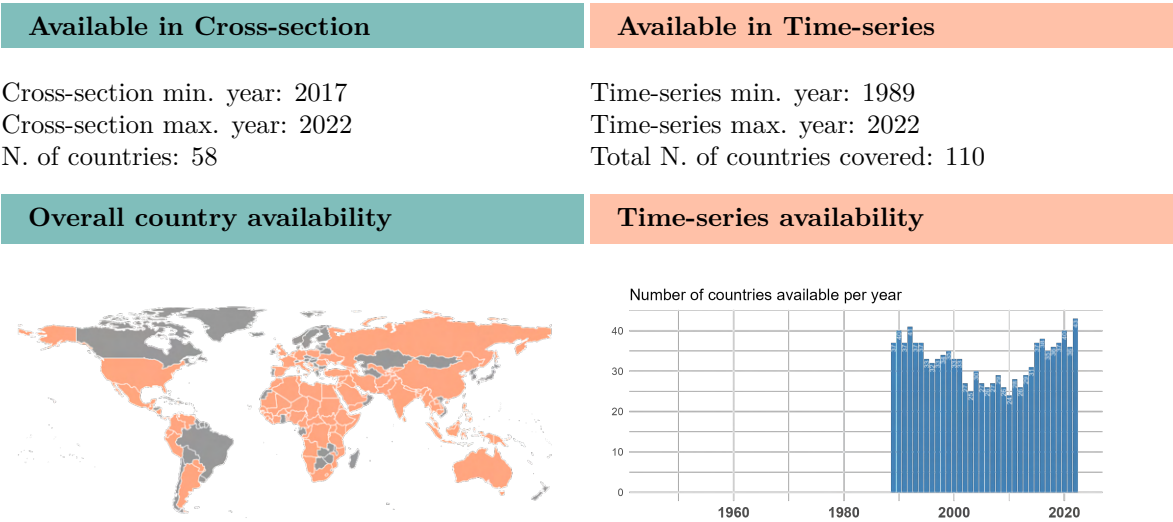 Available in Cross-section
Available in Time-series
Cross-section min. year: 2017
Cross-section max. year: 2022
N. of countries: 58
Time-series min. year: 1989
Time-series max. year: 2022
Total N. of countries covered: 110
Overall country availability
Time-series availability
Number of countries available per year
40
30
20
10
0
1960
1980
2000
2020